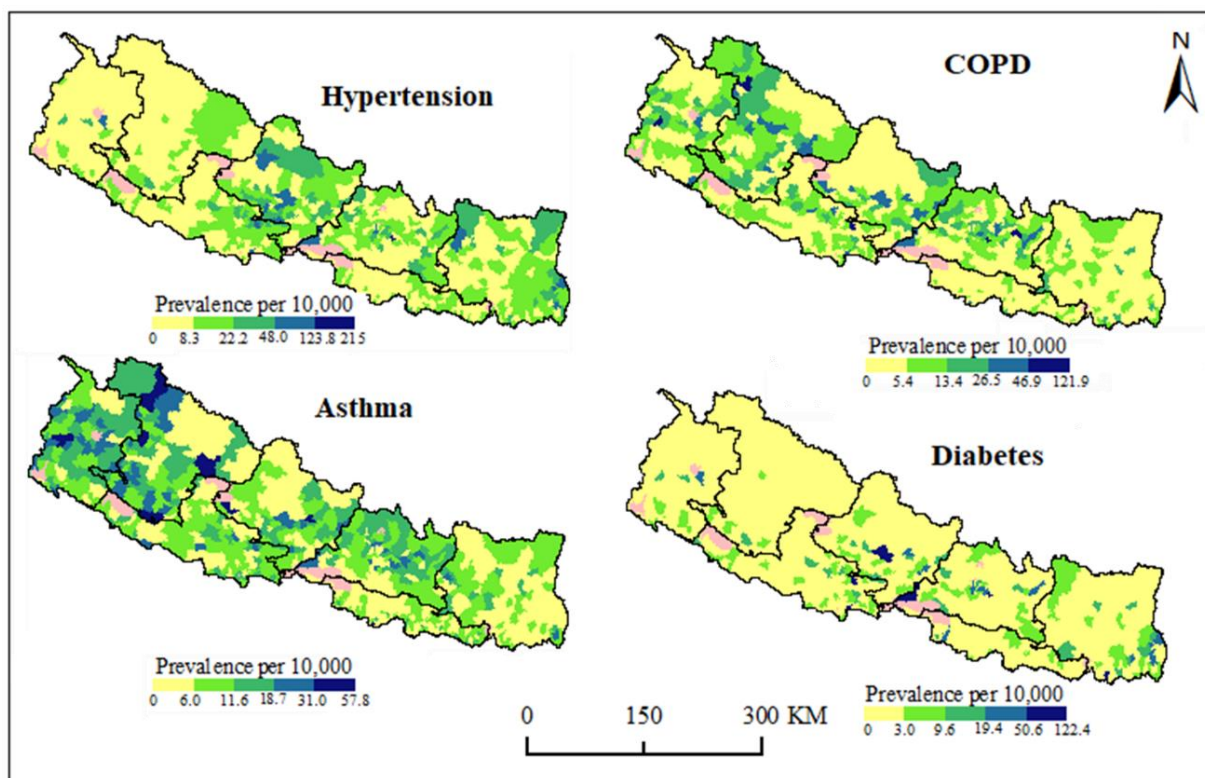 N
Hypertension
COPD
Prevalence per 10,000
0 8.3 22.2 48.0 123.8 215
Prevalence per 10,000
0 5.4 13.4 26.5 46.9 121.9
Asthma
Diabetes
Prevalence per 10,000
0 6.0 11.6 18.7 31.0 57.8
Prevalence per 10,000
0 3.0 9.6 19.4 50.6 122.4
0 150 300 KM